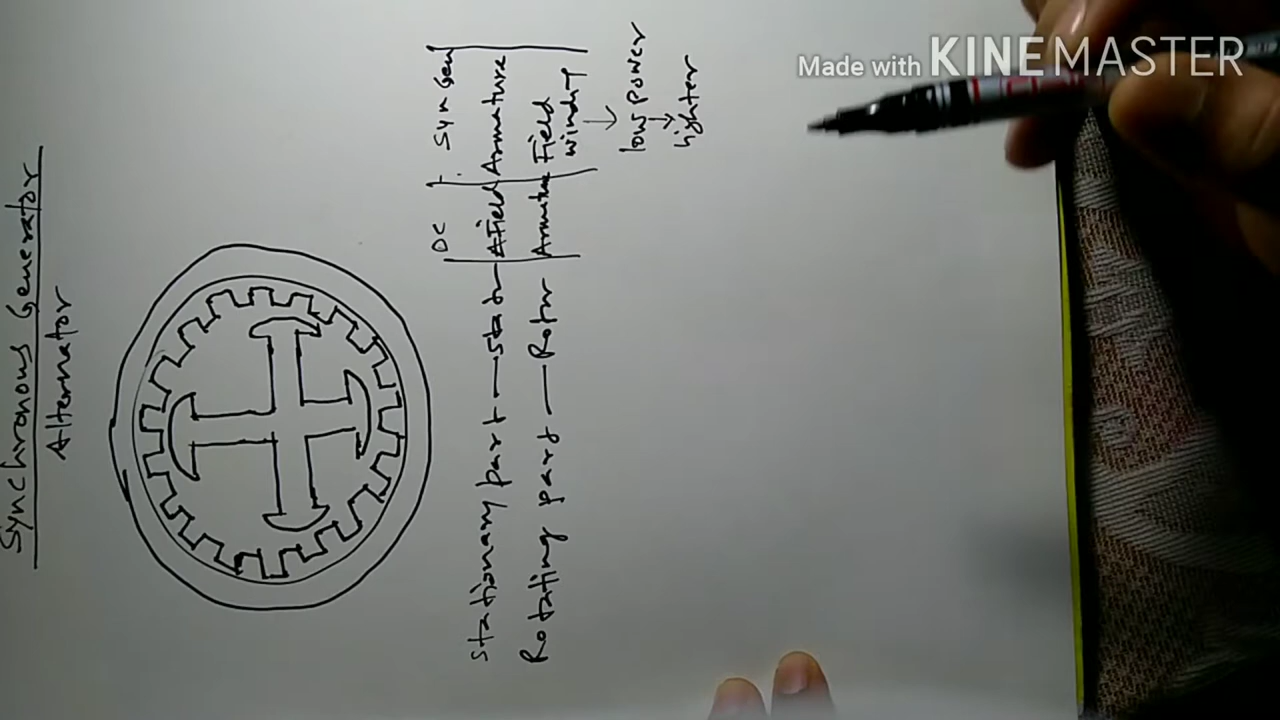 Synchronous Generator
Alternator
DC Syn Gen
Stationary part — Stator — Field Armature
Rotating part — Rotor Armature Field winding
↓
low power
↓
lighter
Made with KINEMASTER